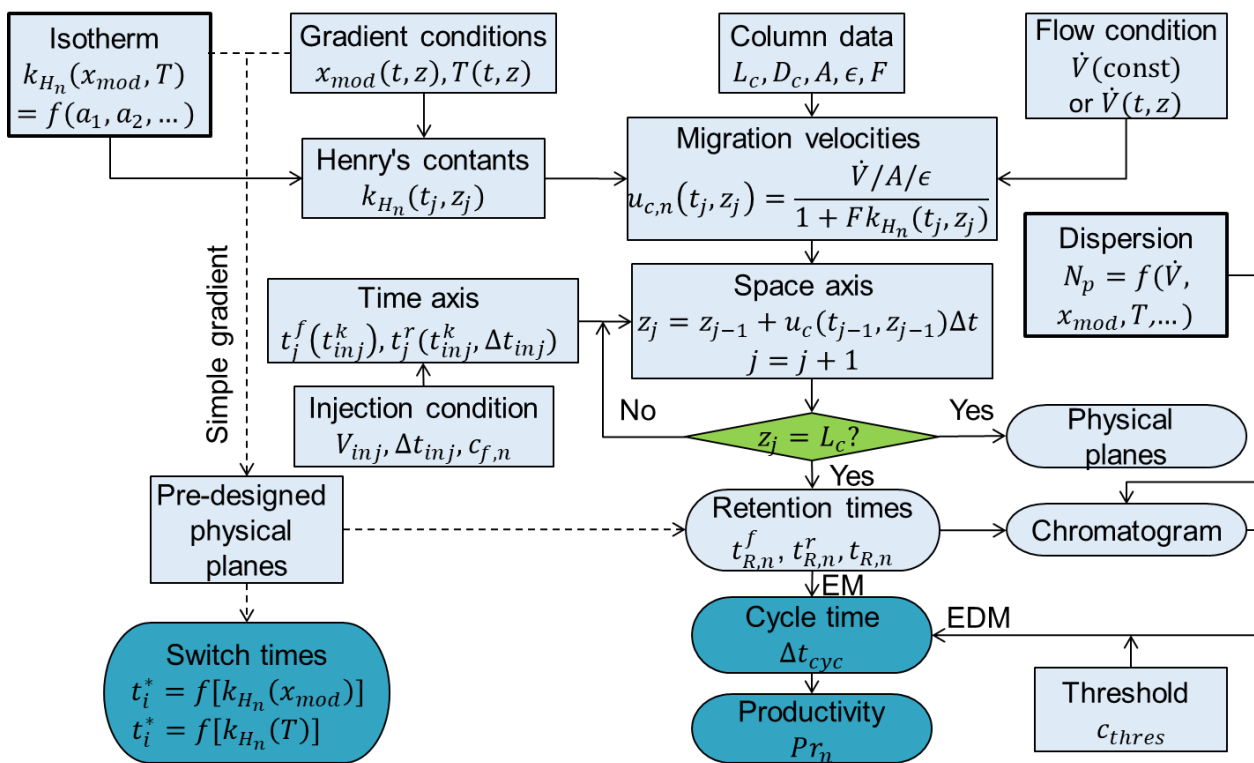 Isotherm
k_{H_n}(x_{mod}, T)
= f(a_1, a_2, …)
Gradient conditions
x_{mod}(t, z), T(t, z)
Column data
L_c, D_c, A, ϵ, F
Flow condition
V̇(const)
or V̇(t, z)
Henry's contants
k_{H_n}(t_j, z_j)
Migration velocities
u_{c,n}(t_j, z_j) = \frac{V̇/A/ϵ}{1 + Fk_{H_n}(t_j, z_j)}
Dispersion
N_p = f(V̇,
x_{mod}, T, …)
Simple gradient
Time axis
t_j^f(t_{inj}^k), t_j^r(t_{inj}^k, Δt_{inj})
Space axis
z_j = z_{j−1} + u_c(t_{j−1}, z_{j−1})Δt
j = j + 1
Injection condition
V_{inj}, Δt_{inj}, c_{f,n}
No
z_j = L_c?
Yes
Physical
planes
Yes
Pre-designed
physical
planes
Retention times
t_{R,n}^f, t_{R,n}^r, t_{R,n}
Chromatogram
EM
Cycle time
Δt_{cyc}
EDM
Switch times
t_i^* = f[k_{H_n}(x_{mod})]
t_i^* = f[k_{H_n}(T)]
Productivity
Pr_n
Threshold
c_{thres}